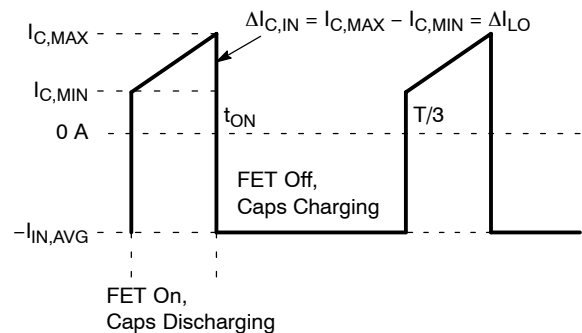 I_C,MAX
ΔI_C,IN = I_C,MAX − I_C,MIN = ΔI_LO
I_C,MIN
t_ON
T/3
0 A
FET Off,
Caps Charging
−I_IN,AVG
FET On,
Caps Discharging